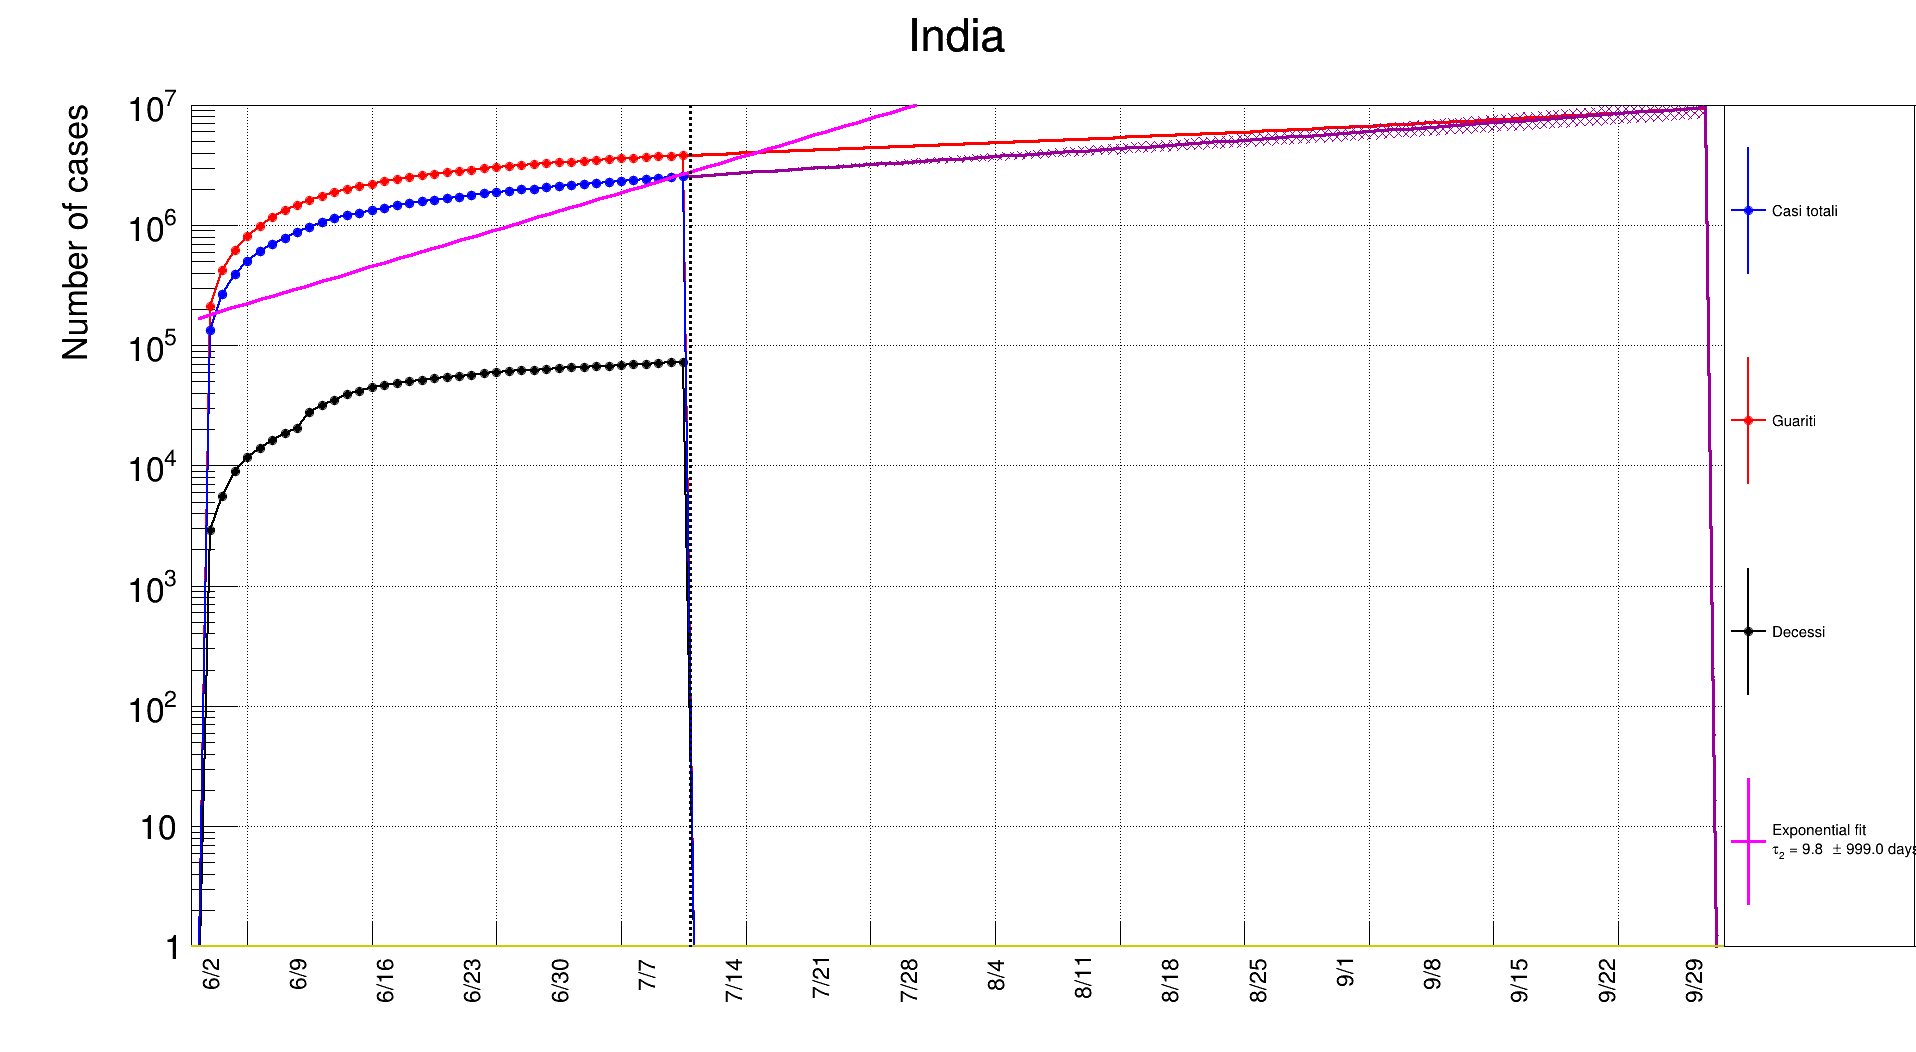 India
Number of cases
10^7
10^6
10^5
10^4
10^3
10^2
10
1
6/2 6/9 6/16 6/23 6/30 7/7 7/14 7/21 7/28 8/4 8/11 8/18 8/25 9/1 9/8 9/15 9/22 9/29
Casi totali
Guariti
Decessi
Exponential fit
τ₂ = 9.8 ± 999.0 days